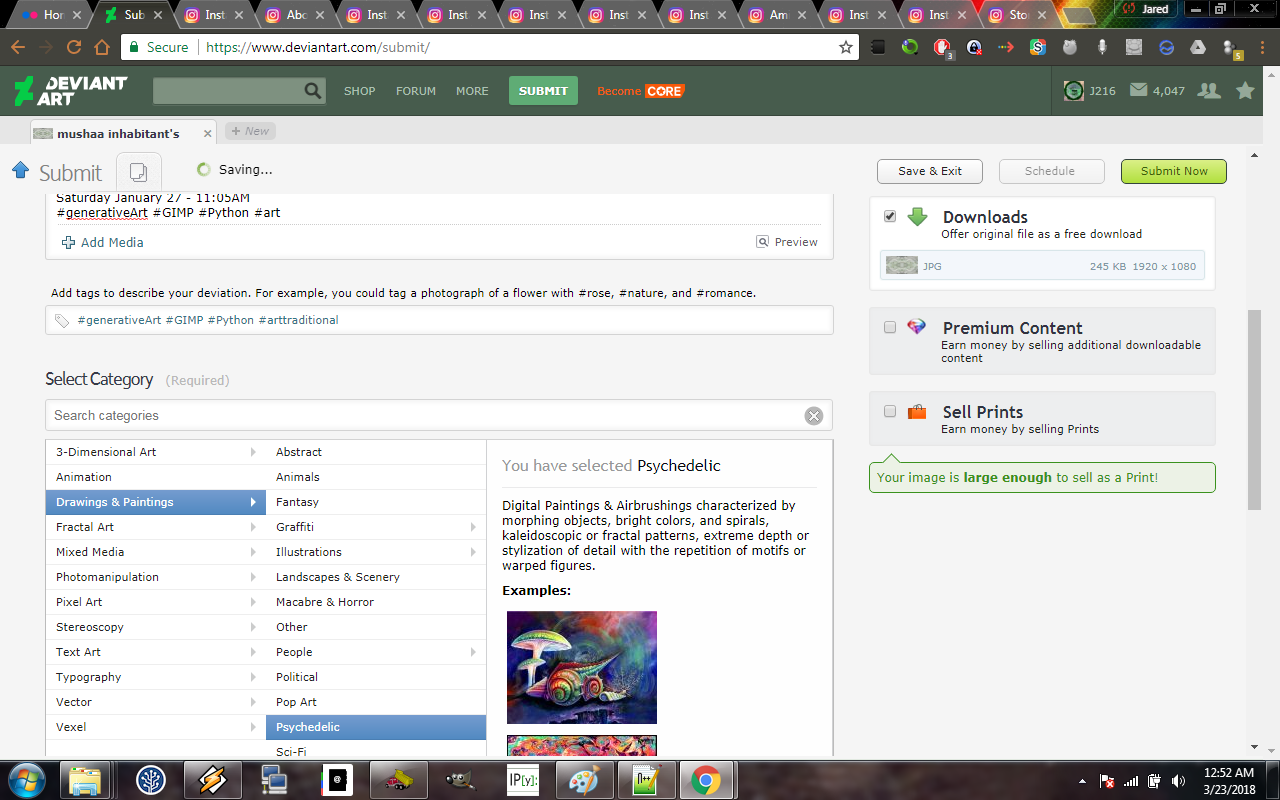 Hor
Sub
Inst
Abc
Inst
Inst
Inst
Inst
Inst
Am
Inst
Inst
Sto
Jared
Secure https://www.deviantart.com/submit/
3
5
DEVIANT ART
SHOP FORUM MORE SUBMIT Become CORE J216 4,047
mushaa inhabitant's + New
Submit Saving... Save & Exit Schedule Submit Now
Saturday January 27 - 11:05AM
#generativeArt #GIMP #Python #art
Add Media Preview
Add tags to describe your deviation. For example, you could tag a photograph of a flower with #rose, #nature, and #romance.
#generativeArt #GIMP #Python #arttraditional
Select Category (Required)
Search categories
3-Dimensional Art
Animation
Drawings & Paintings
Fractal Art
Mixed Media
Photomanipulation
Pixel Art
Stereoscopy
Text Art
Typography
Vector
Vexel
Abstract
Animals
Fantasy
Graffiti
Illustrations
Landscapes & Scenery
Macabre & Horror
Other
People
Political
Pop Art
Psychedelic
Sci-Fi
You have selected Psychedelic
Digital Paintings & Airbrushings characterized by
morphing objects, bright colors, and spirals,
kaleidoscopic or fractal patterns, extreme depth or
stylization of detail with the repetition of motifs or
warped figures.
Examples:
Downloads
Offer original file as a free download
JPG 245 KB 1920 x 1080
Premium Content
Earn money by selling additional downloadable
content
Sell Prints
Earn money by selling Prints
Your image is large enough to sell as a Print!
IP[y]:
12:52 AM
3/23/2018